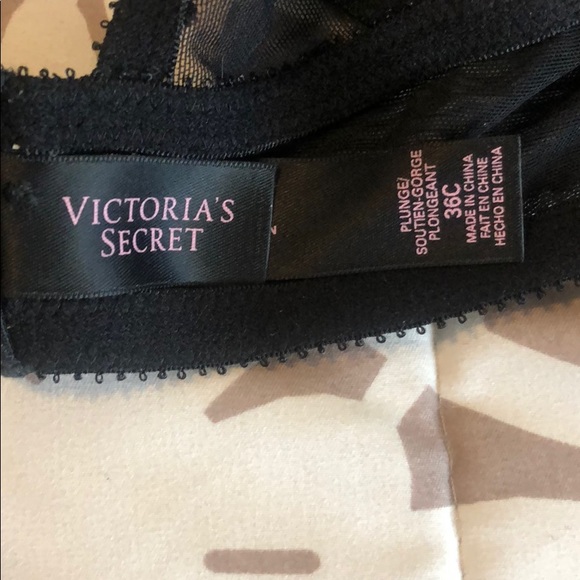 VICTORIA'S
SECRET
PLUNGE/
SOUTIEN-GORGE
PLONGEANT
36C
MADE IN CHINA
FAIT EN CHINE
HECHO EN CHINA